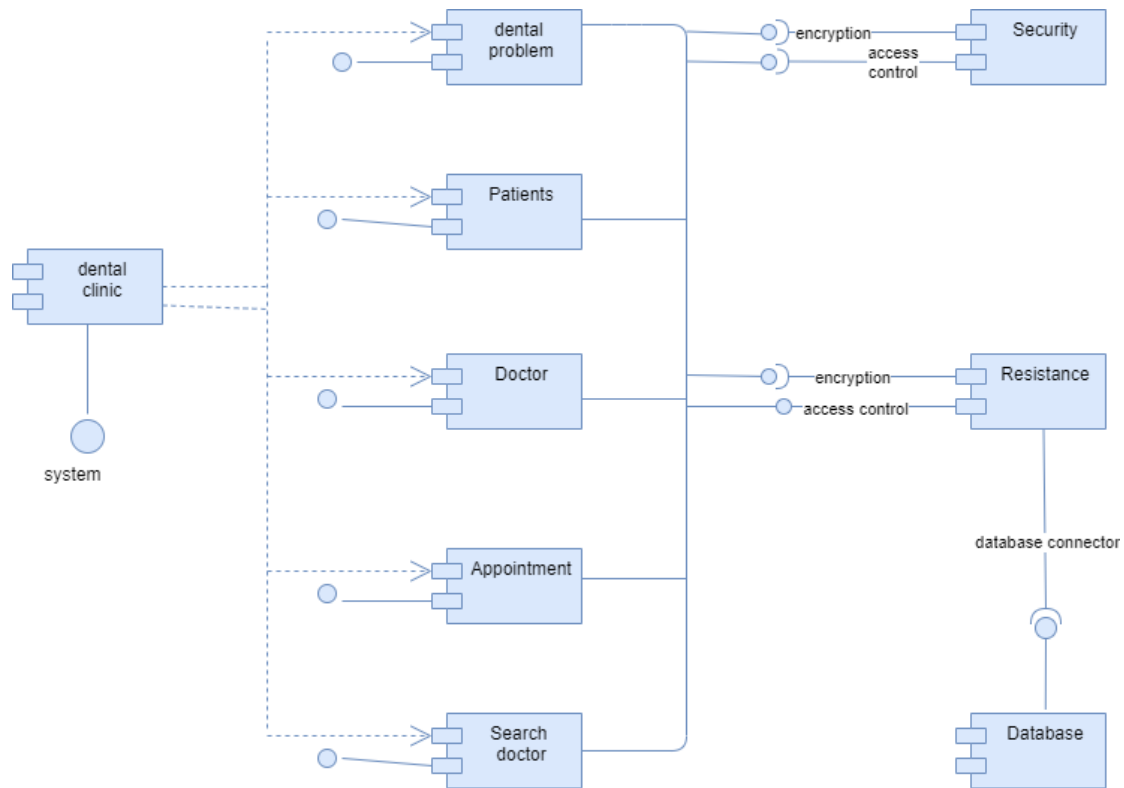 dental
problem
encryption
Security
access
control
Patients
dental
clinic
system
Doctor
encryption
Resistance
access control
database connector
Appointment
Search
doctor
Database